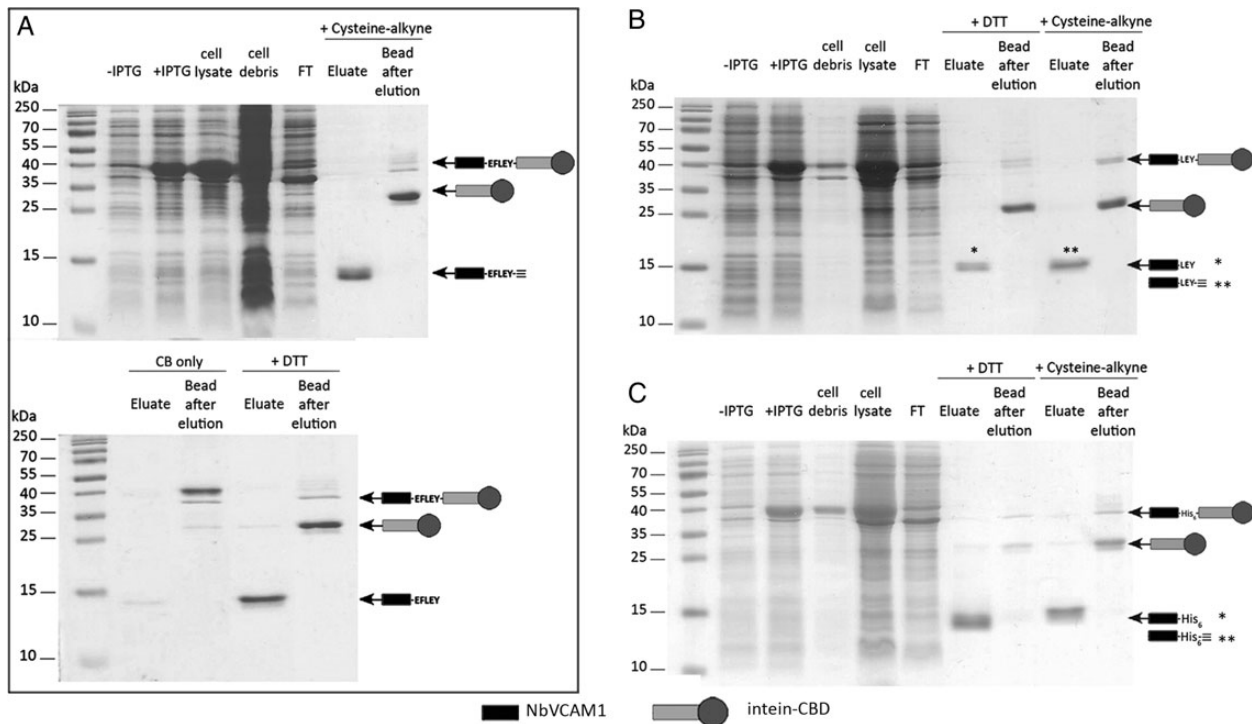 A
+ Cysteine-alkyne
-IPTG +IPTG cell lysate cell debris FT Eluate Bead after elution
kDa
250
70
55
40
35
25
15
10
-EFLEY-
-EFLEY-≡
CB only + DTT
Eluate Bead after elution Eluate Bead after elution
kDa
250
70
55
40
35
25
15
10
-EFLEY-
-EFLEY
B
+ DTT + Cysteine-alkyne
-IPTG +IPTG cell debris cell lysate FT Eluate Bead after elution Eluate Bead after elution
kDa
250
70
55
40
35
25
15
10
* **
-LEY-
-LEY *
-LEY-≡ **
C
+ DTT + Cysteine-alkyne
-IPTG +IPTG cell debris cell lysate FT Eluate Bead after elution Eluate Bead after elution
kDa
250
70
55
40
35
25
15
10
-His6-
-His6 *
His6-≡ **
NbVCAM1 intein-CBD